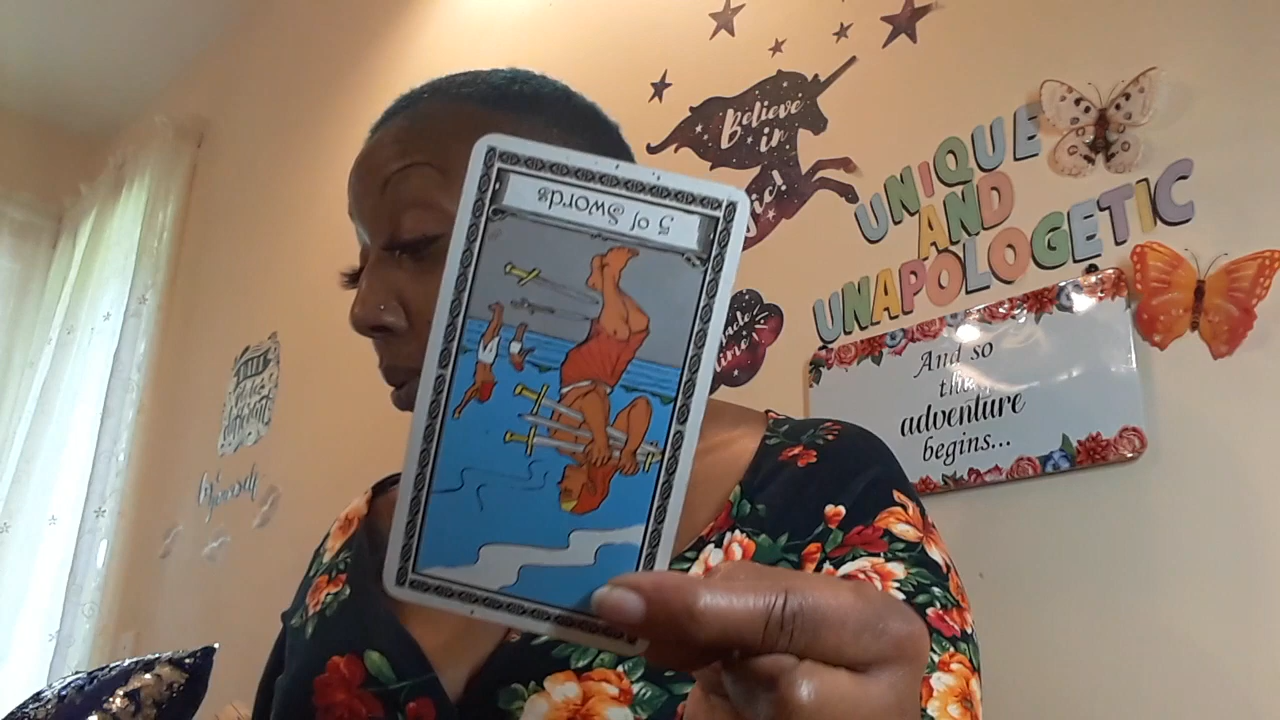 5 of Swords
Believe
in
UNIQUE
AND
UNAPOLOGETIC
And so
the
adventure
begins...